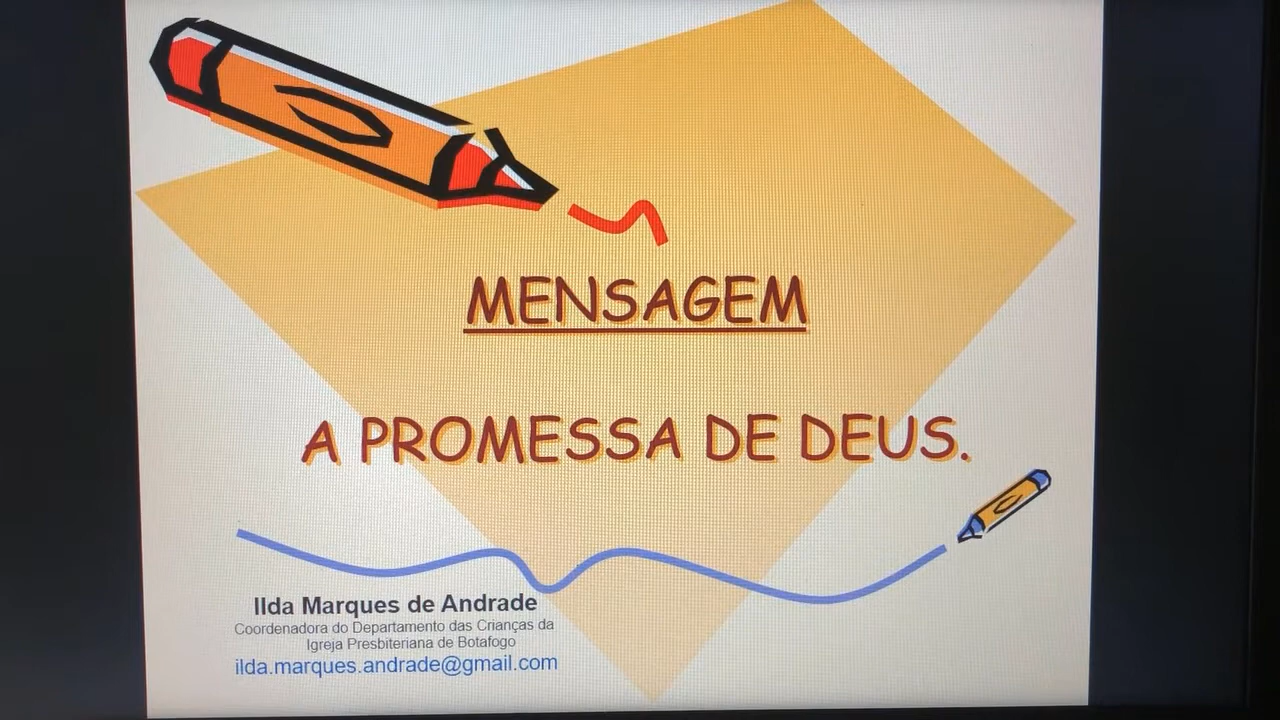 MENSAGEM
A PROMESSA DE DEUS.
Ilda Marques de Andrade
Coordenadora do Departamento das Crianças da
Igreja Presbiteriana de Botafogo
ilda.marques.andrade@gmail.com